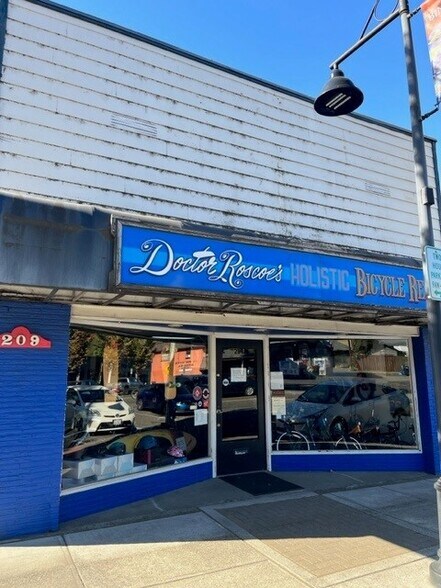 Doctor Roscoe's HOLISTIC BICYCLE RE
209